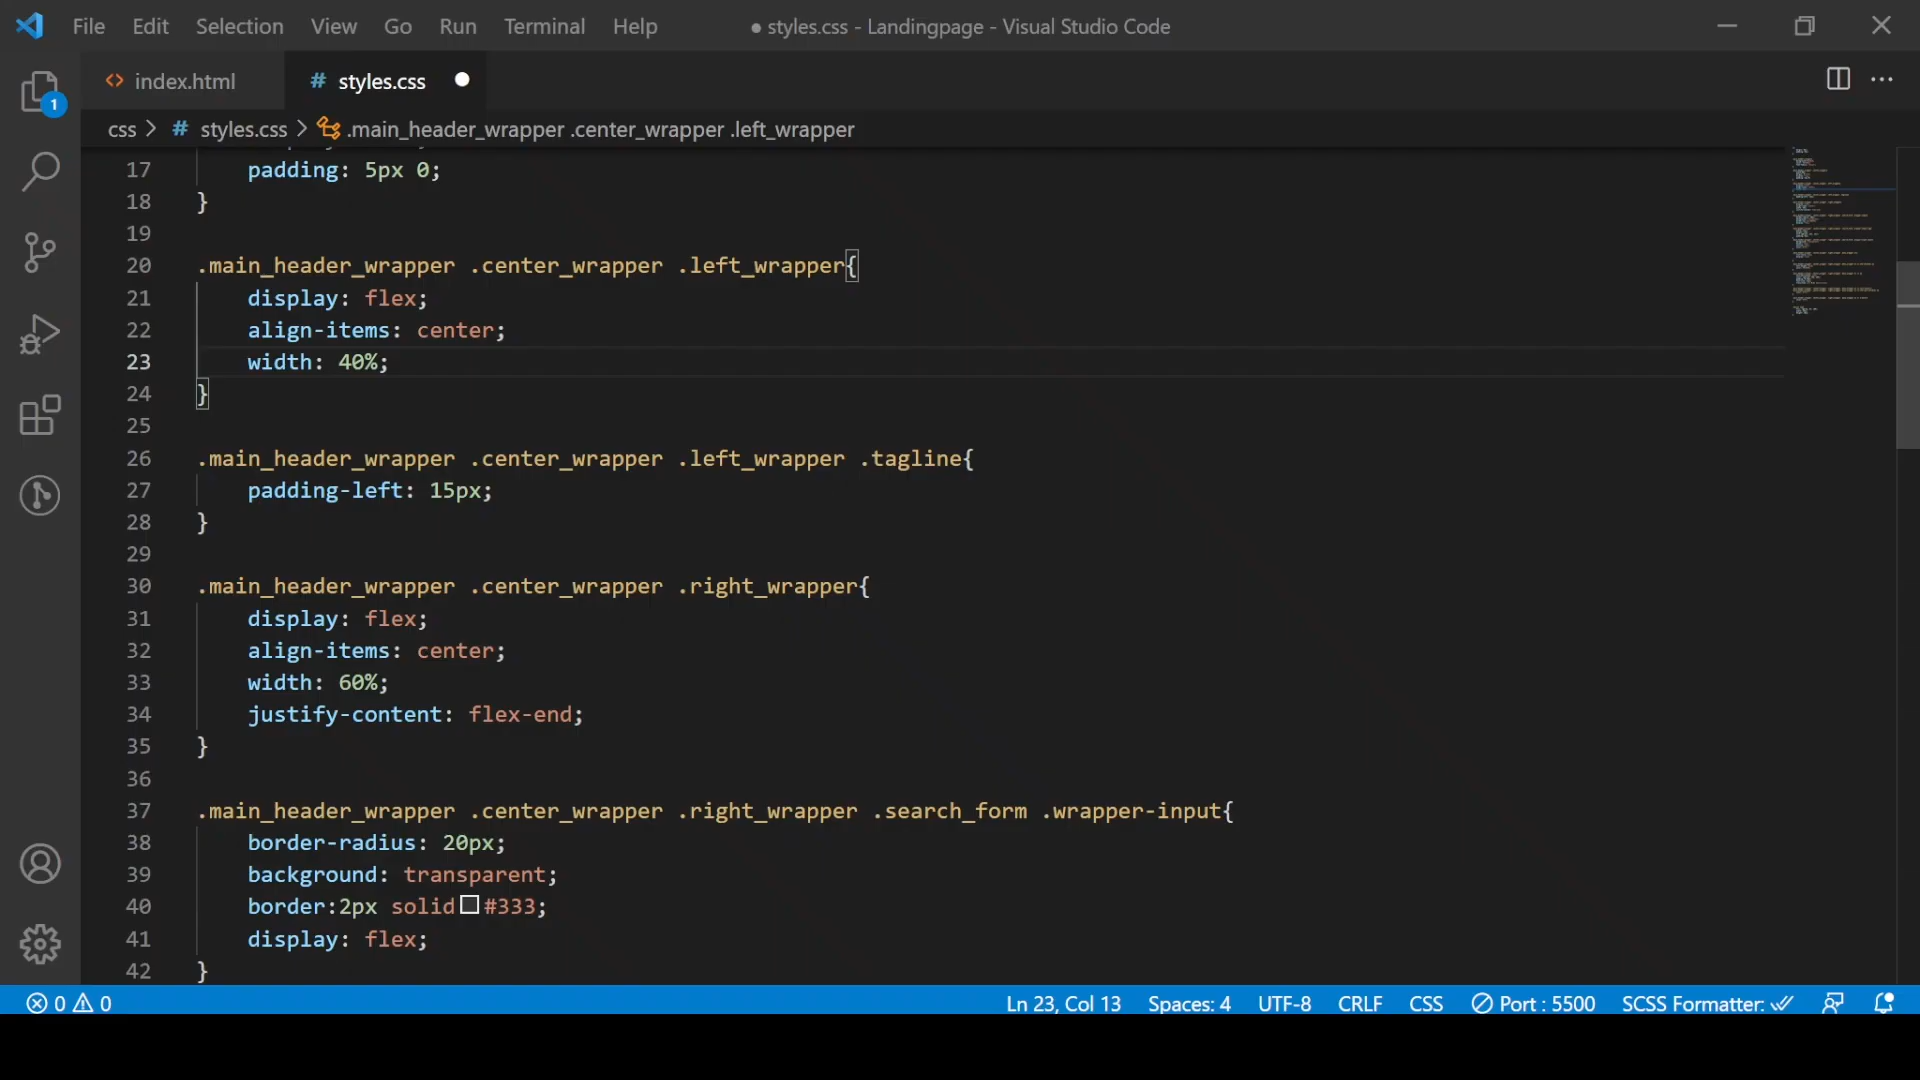 File Edit Selection View Go Run Terminal Help ● styles.css - Landingpage - Visual Studio Code
<> index.html # styles.css ●
1
css > # styles.css > .main_header_wrapper .center_wrapper .left_wrapper
17 padding: 5px 0;
18 }
19
20 .main_header_wrapper .center_wrapper .left_wrapper{
21 display: flex;
22 align-items: center;
23 width: 40%;
24 }
25
26 .main_header_wrapper .center_wrapper .left_wrapper .tagline{
27 padding-left: 15px;
28 }
29
30 .main_header_wrapper .center_wrapper .right_wrapper{
31 display: flex;
32 align-items: center;
33 width: 60%;
34 justify-content: flex-end;
35 }
36
37 .main_header_wrapper .center_wrapper .right_wrapper .search_form .wrapper-input{
38 border-radius: 20px;
39 background: transparent;
40 border:2px solid #333;
41 display: flex;
42 }
0 0 Ln 23, Col 13 Spaces: 4 UTF-8 CRLF CSS Port : 5500 SCSS Formatter: